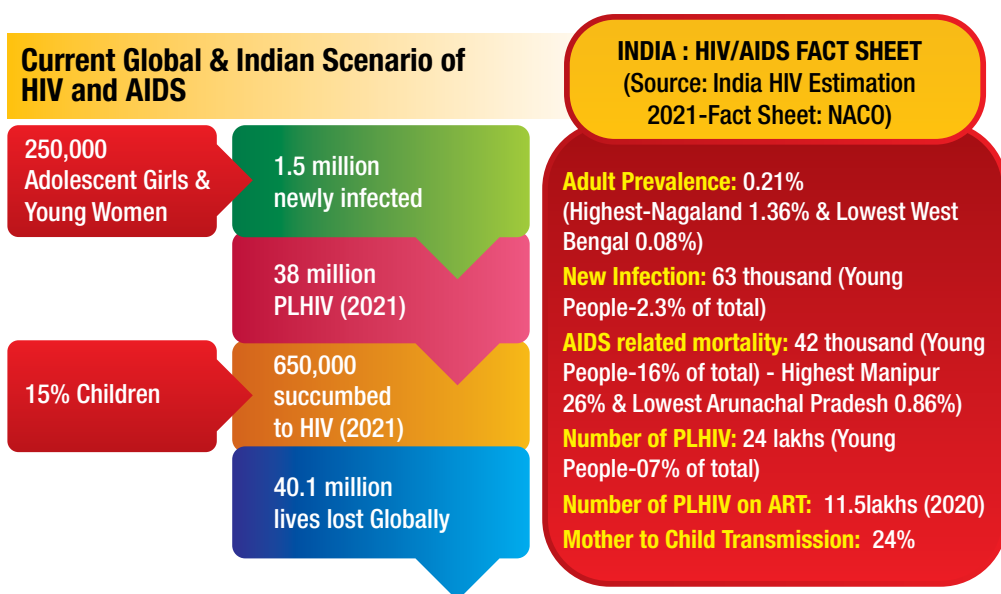 Current Global & Indian Scenario of
HIV and AIDS
250,000
Adolescent Girls &
Young Women
1.5 million
newly infected
38 million
PLHIV (2021)
15% Children
650,000
succumbed
to HIV (2021)
40.1 million
lives lost Globally
INDIA : HIV/AIDS FACT SHEET
(Source: India HIV Estimation
2021-Fact Sheet: NACO)
Adult Prevalence: 0.21%
(Highest-Nagaland 1.36% & Lowest West
Bengal 0.08%)
New Infection: 63 thousand (Young
People-2.3% of total)
AIDS related mortality: 42 thousand (Young
People-16% of total) - Highest Manipur
26% & Lowest Arunachal Pradesh 0.86%)
Number of PLHIV: 24 lakhs (Young
People-07% of total)
Number of PLHIV on ART: 11.5lakhs (2020)
Mother to Child Transmission: 24%